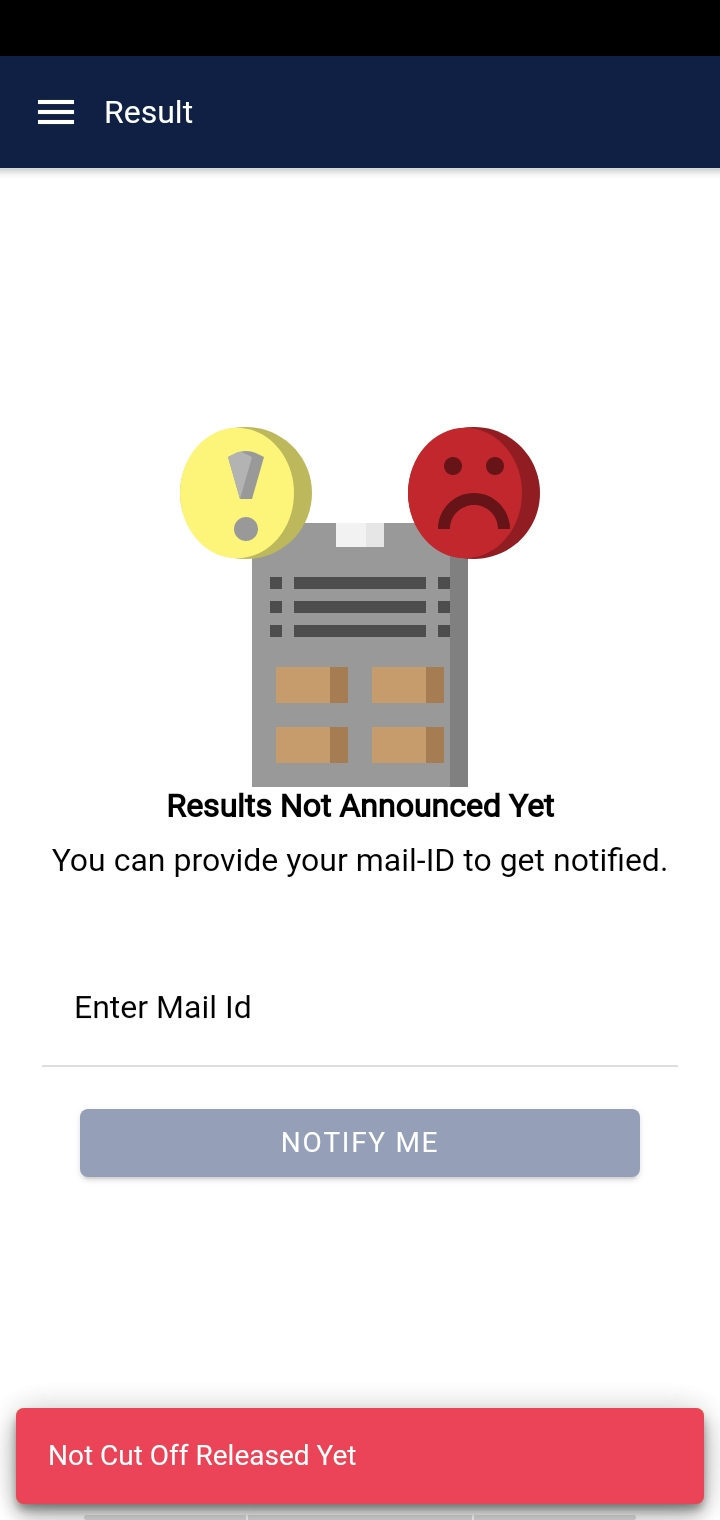 Result
Results Not Announced Yet
You can provide your mail-ID to get notified.
Enter Mail Id
NOTIFY ME
Not Cut Off Released Yet